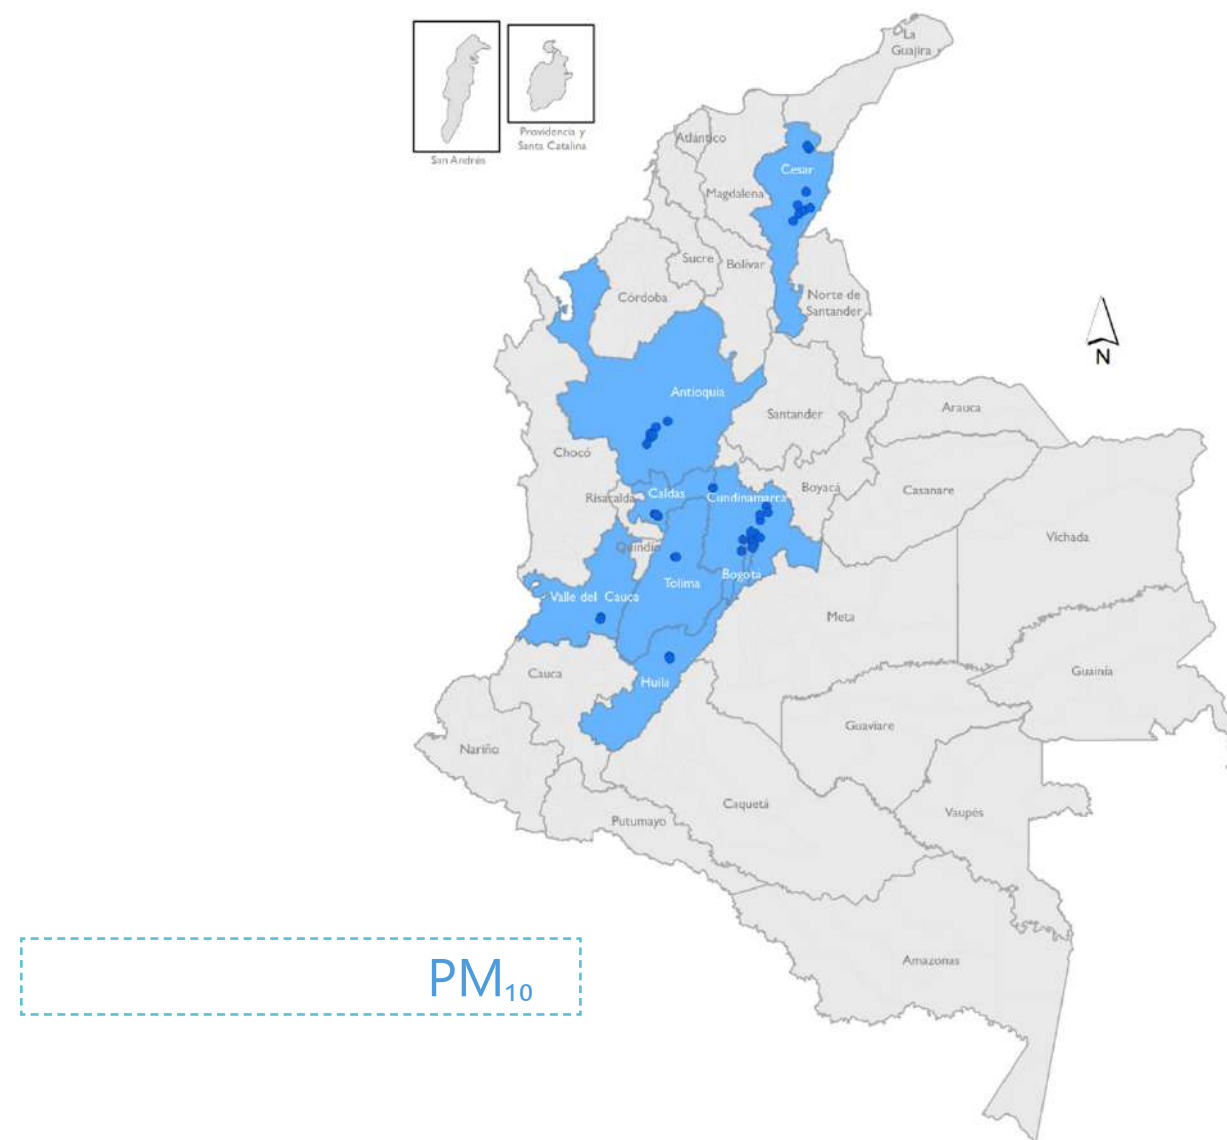 La
Guajira
Providencia y
Santa Catalina
San Andrés
Atlántico
Cesar
Magdalena
Sucre
Bolívar
Córdoba
Norte de
Santander
N
Antioquia
Santander
Arauca
Chocó
Boyacá
Casanare
Risaralda
Caldas
Cundinamarca
Vichada
Quindío
Tolima
Bogotá
Valle del Cauca
Meta
Cauca
Huila
Guainía
Guaviare
Nariño
Caquetá
Vaupés
Putumayo
Amazonas
PM₁₀